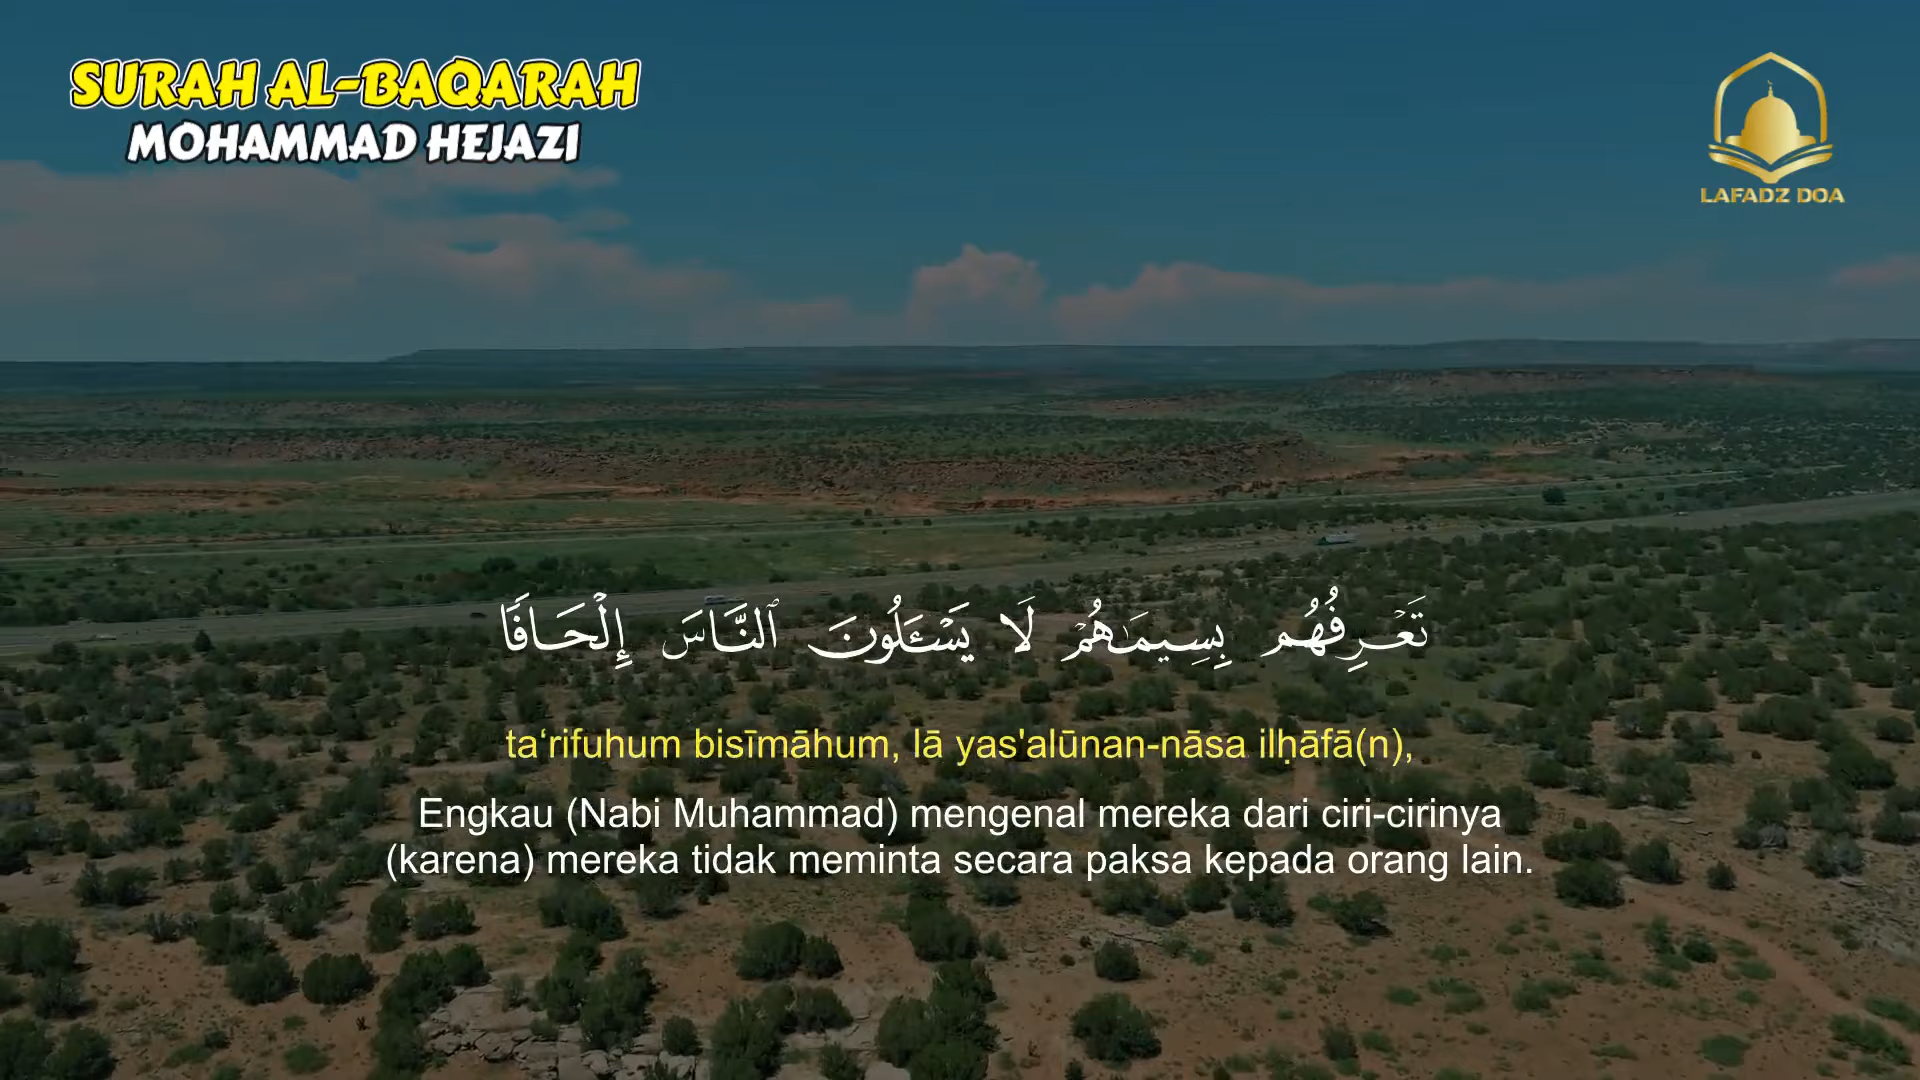 SURAH AL-BAQARAH
MOHAMMAD HEJAZI
LAFADZ DOA
تَعْرِفُهُم بِسِيمَـٰهُمْ لَا يَسْـَٔلُونَ ٱلنَّاسَ إِلْحَافًا
ta‘rifuhum bisīmāhum, lā yas'alūnan-nāsa ilḥāfā(n),
Engkau (Nabi Muhammad) mengenal mereka dari ciri-cirinya
(karena) mereka tidak meminta secara paksa kepada orang lain.